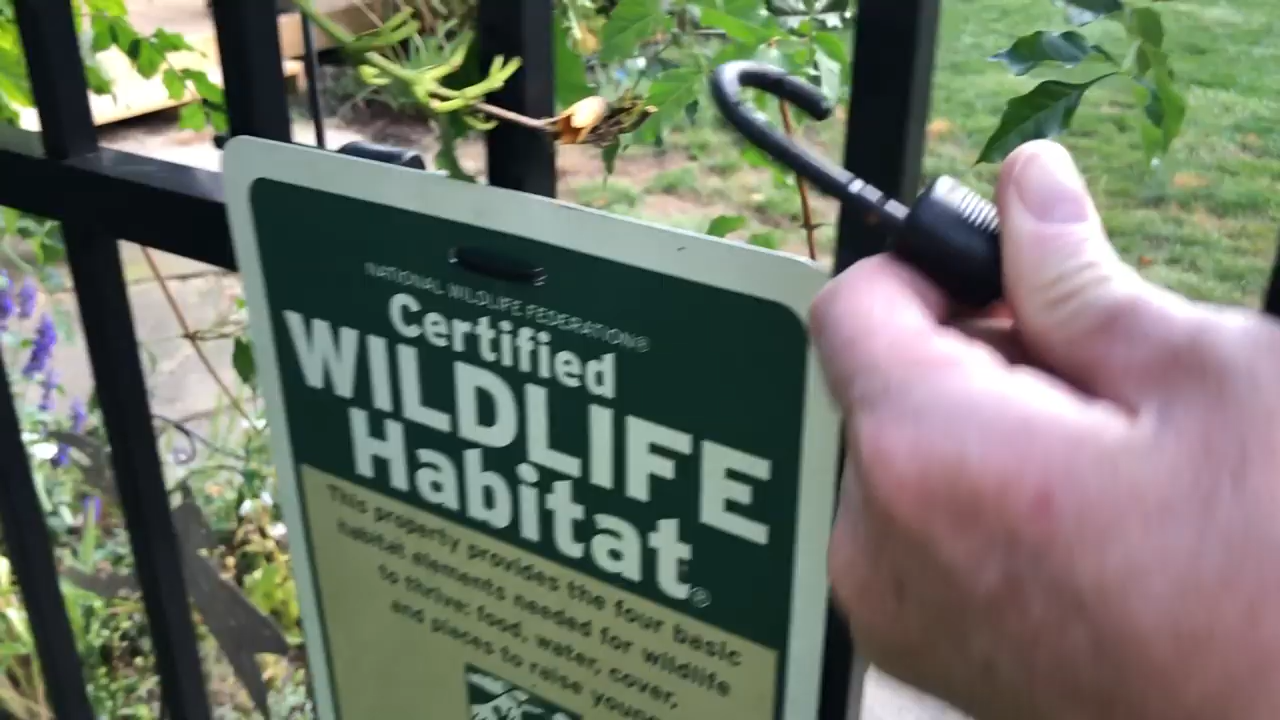 NATIONAL WILDLIFE FEDERATION®
Certified
WILDLIFE
Habitat®
This property provides the four basic
habitat elements needed for wildlife
to thrive: food, water, cover,
and places to raise young